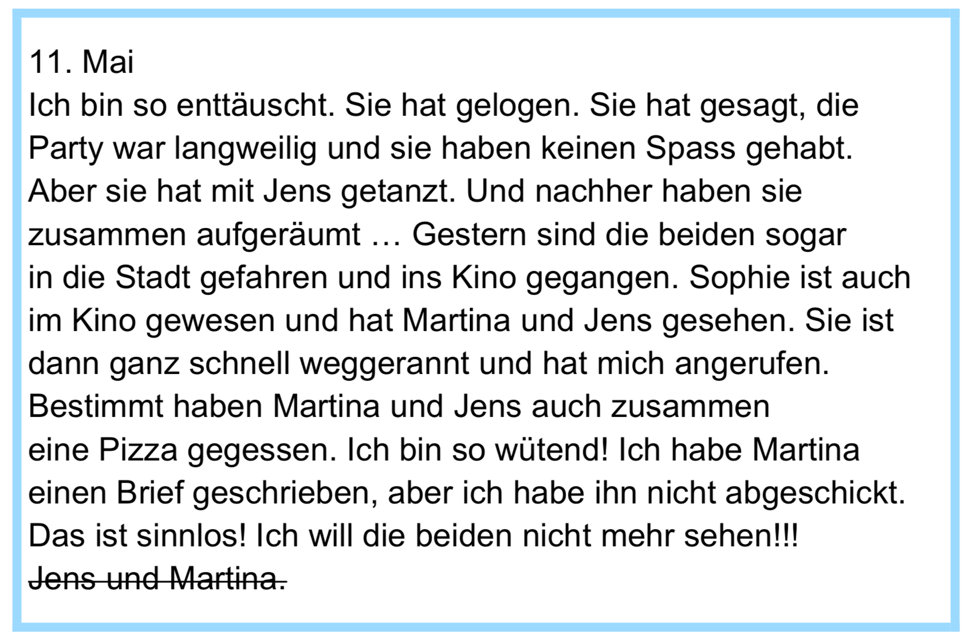 11. Mai
Ich bin so enttäuscht. Sie hat gelogen. Sie hat gesagt, die
Party war langweilig und sie haben keinen Spass gehabt.
Aber sie hat mit Jens getanzt. Und nachher haben sie
zusammen aufgeräumt … Gestern sind die beiden sogar
in die Stadt gefahren und ins Kino gegangen. Sophie ist auch
im Kino gewesen und hat Martina und Jens gesehen. Sie ist
dann ganz schnell weggerannt und hat mich angerufen.
Bestimmt haben Martina und Jens auch zusammen
eine Pizza gegessen. Ich bin so wütend! Ich habe Martina
einen Brief geschrieben, aber ich habe ihn nicht abgeschickt.
Das ist sinnlos! Ich will die beiden nicht mehr sehen!!!
Jens und Martina.